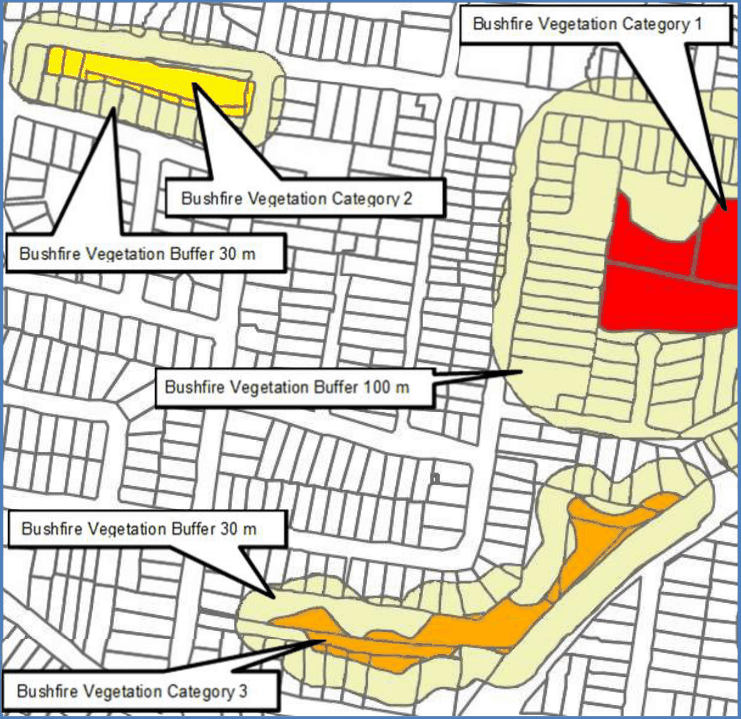 Bushfire Vegetation Category 1
Bushfire Vegetation Category 2
Bushfire Vegetation Buffer 30 m
Bushfire Vegetation Buffer 100 m
Bushfire Vegetation Buffer 30 m
Bushfire Vegetation Category 3